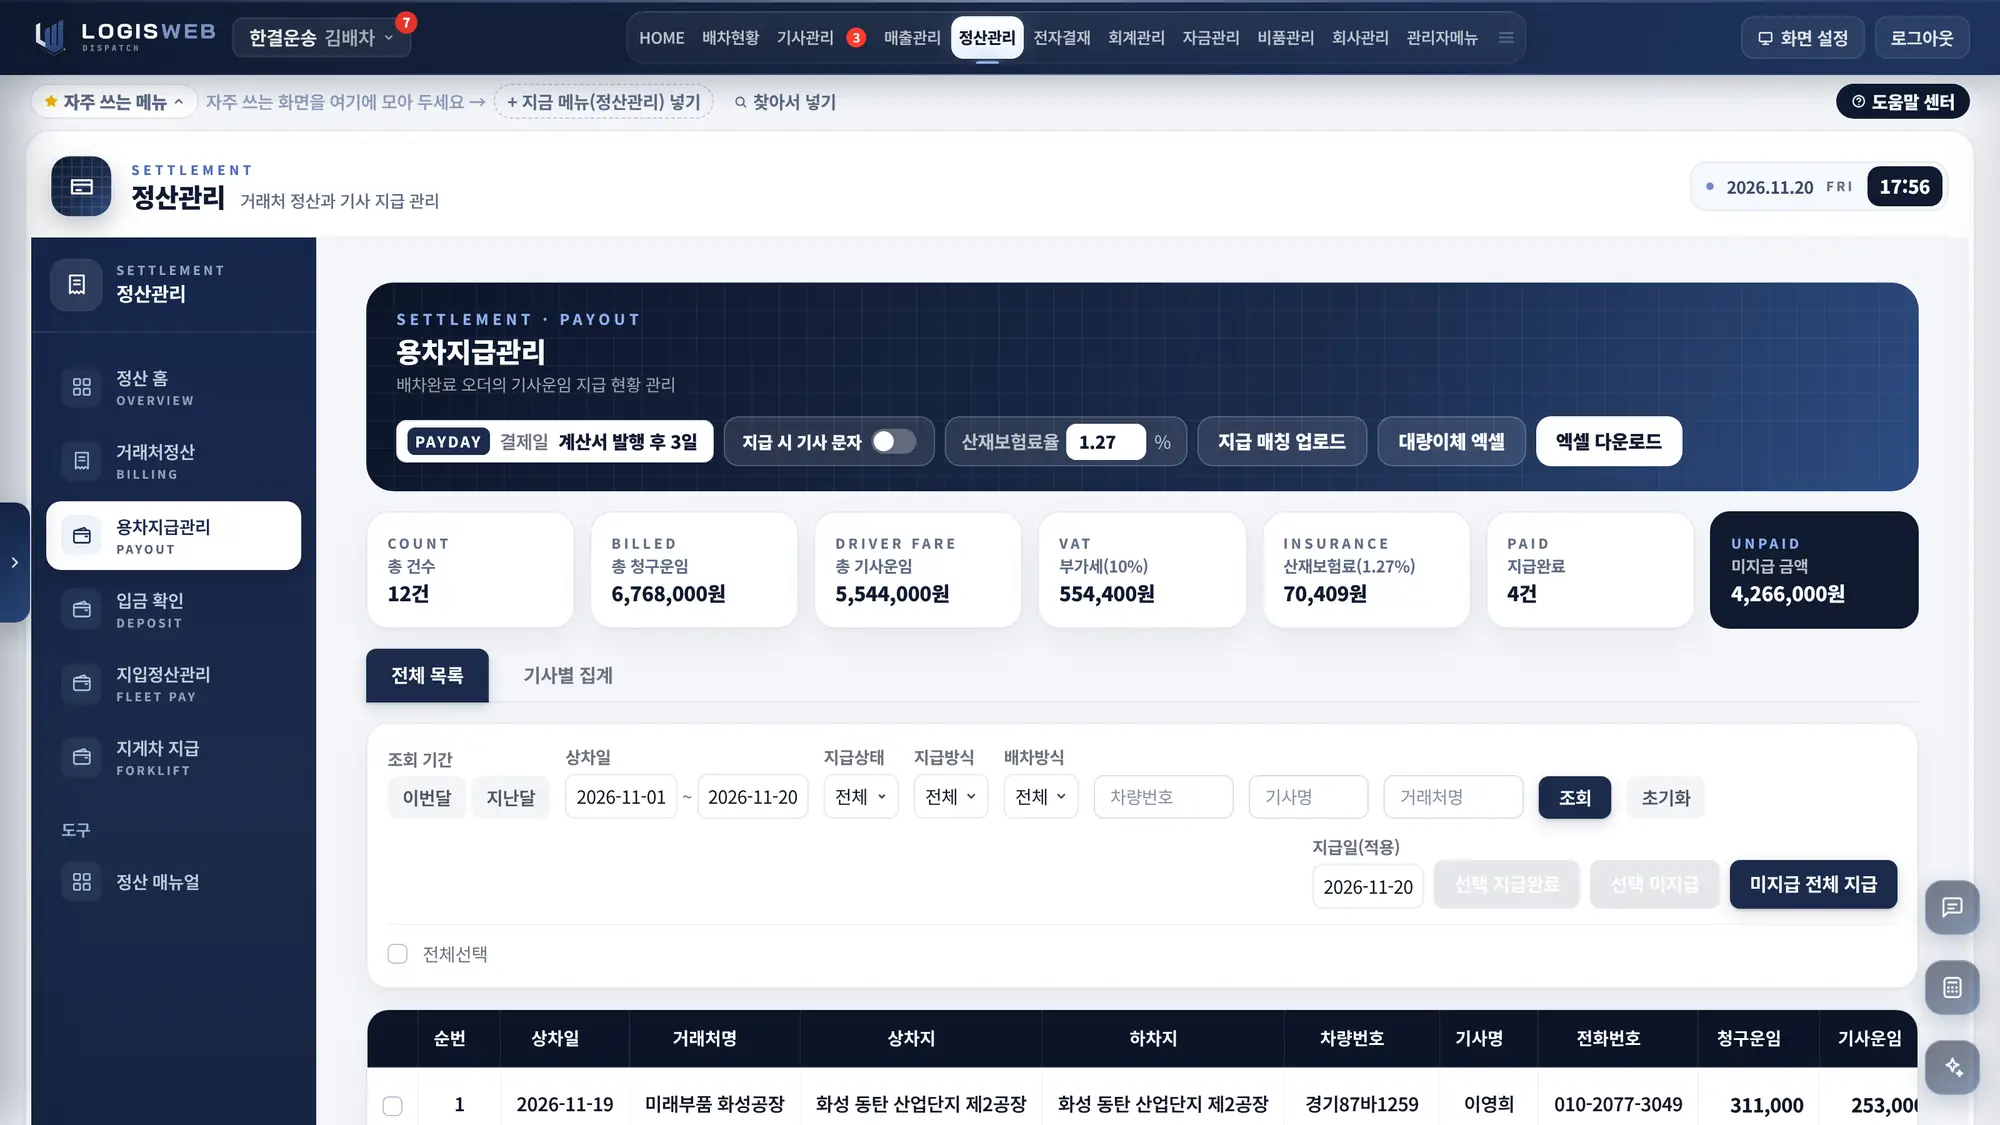 LOGISWEB
DISPATCH
한결운송 김배차
7
HOME 배차현황 기사관리 3 매출관리 정산관리 전자결재 회계관리 자금관리 비품관리 회사관리 관리자메뉴
화면 설정
로그아웃
자주 쓰는 메뉴
자주 쓰는 화면을 여기에 모아 두세요 →
+ 지금 메뉴(정산관리) 넣기
찾아서 넣기
도움말 센터
SETTLEMENT
정산관리 거래처 정산과 기사 지급 관리
2026.11.20 FRI 17:56
SETTLEMENT
정산관리
정산 홈
OVERVIEW
거래처정산
BILLING
용차지급관리
PAYOUT
입금 확인
DEPOSIT
지입정산관리
FLEET PAY
지게차 지급
FORKLIFT
도구
정산 매뉴얼
SETTLEMENT · PAYOUT
용차지급관리
배차완료 오더의 기사운임 지급 현황 관리
PAYDAY 결제일 계산서 발행 후 3일
지급 시 기사 문자
산재보험료율 1.27 %
지급 매칭 업로드
대량이체 엑셀
엑셀 다운로드
COUNT
총 건수
12건
BILLED
총 청구운임
6,768,000원
DRIVER FARE
총 기사운임
5,544,000원
VAT
부가세(10%)
554,400원
INSURANCE
산재보험료(1.27%)
70,409원
PAID
지급완료
4건
UNPAID
미지급 금액
4,266,000원
전체 목록
기사별 집계
조회 기간
이번달 지난달
상차일
2026-11-01 ~ 2026-11-20
지급상태
전체
지급방식
전체
배차방식
전체
차량번호
기사명
거래처명
조회
초기화
지급일(적용)
2026-11-20
선택 지급완료
선택 미지급
미지급 전체 지급
전체선택
순번 상차일 거래처명 상차지 하차지 차량번호 기사명 전화번호 청구운임 기사운임
1 2026-11-19 미래부품 화성공장 화성 동탄 산업단지 제2공장 화성 동탄 산업단지 제2공장 경기87바1259 이영희 010-2077-3049 311,000 253,000